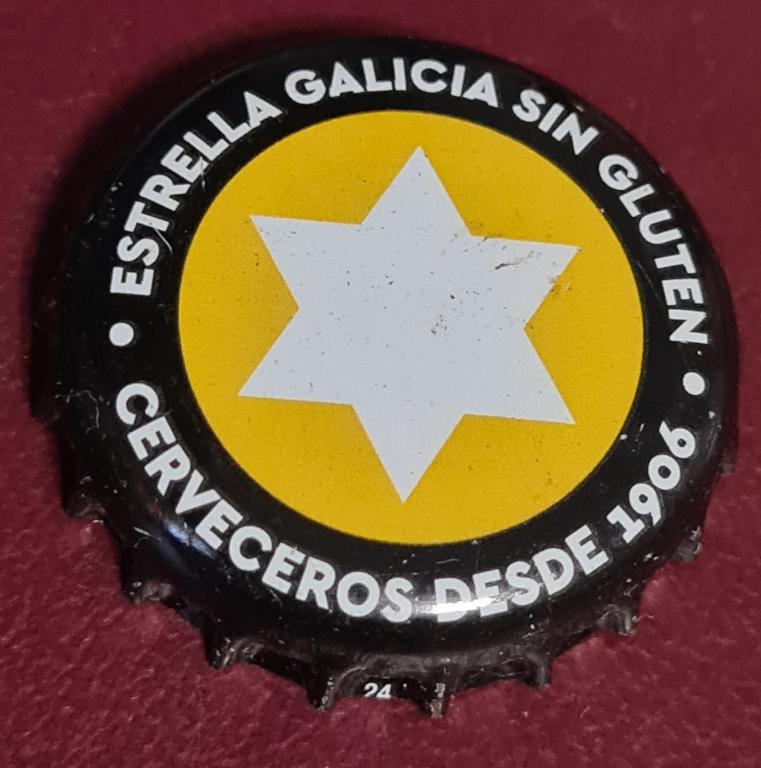 ESTRELLA GALICIA SIN GLUTEN
• CERVECEROS DESDE 1906 •
24